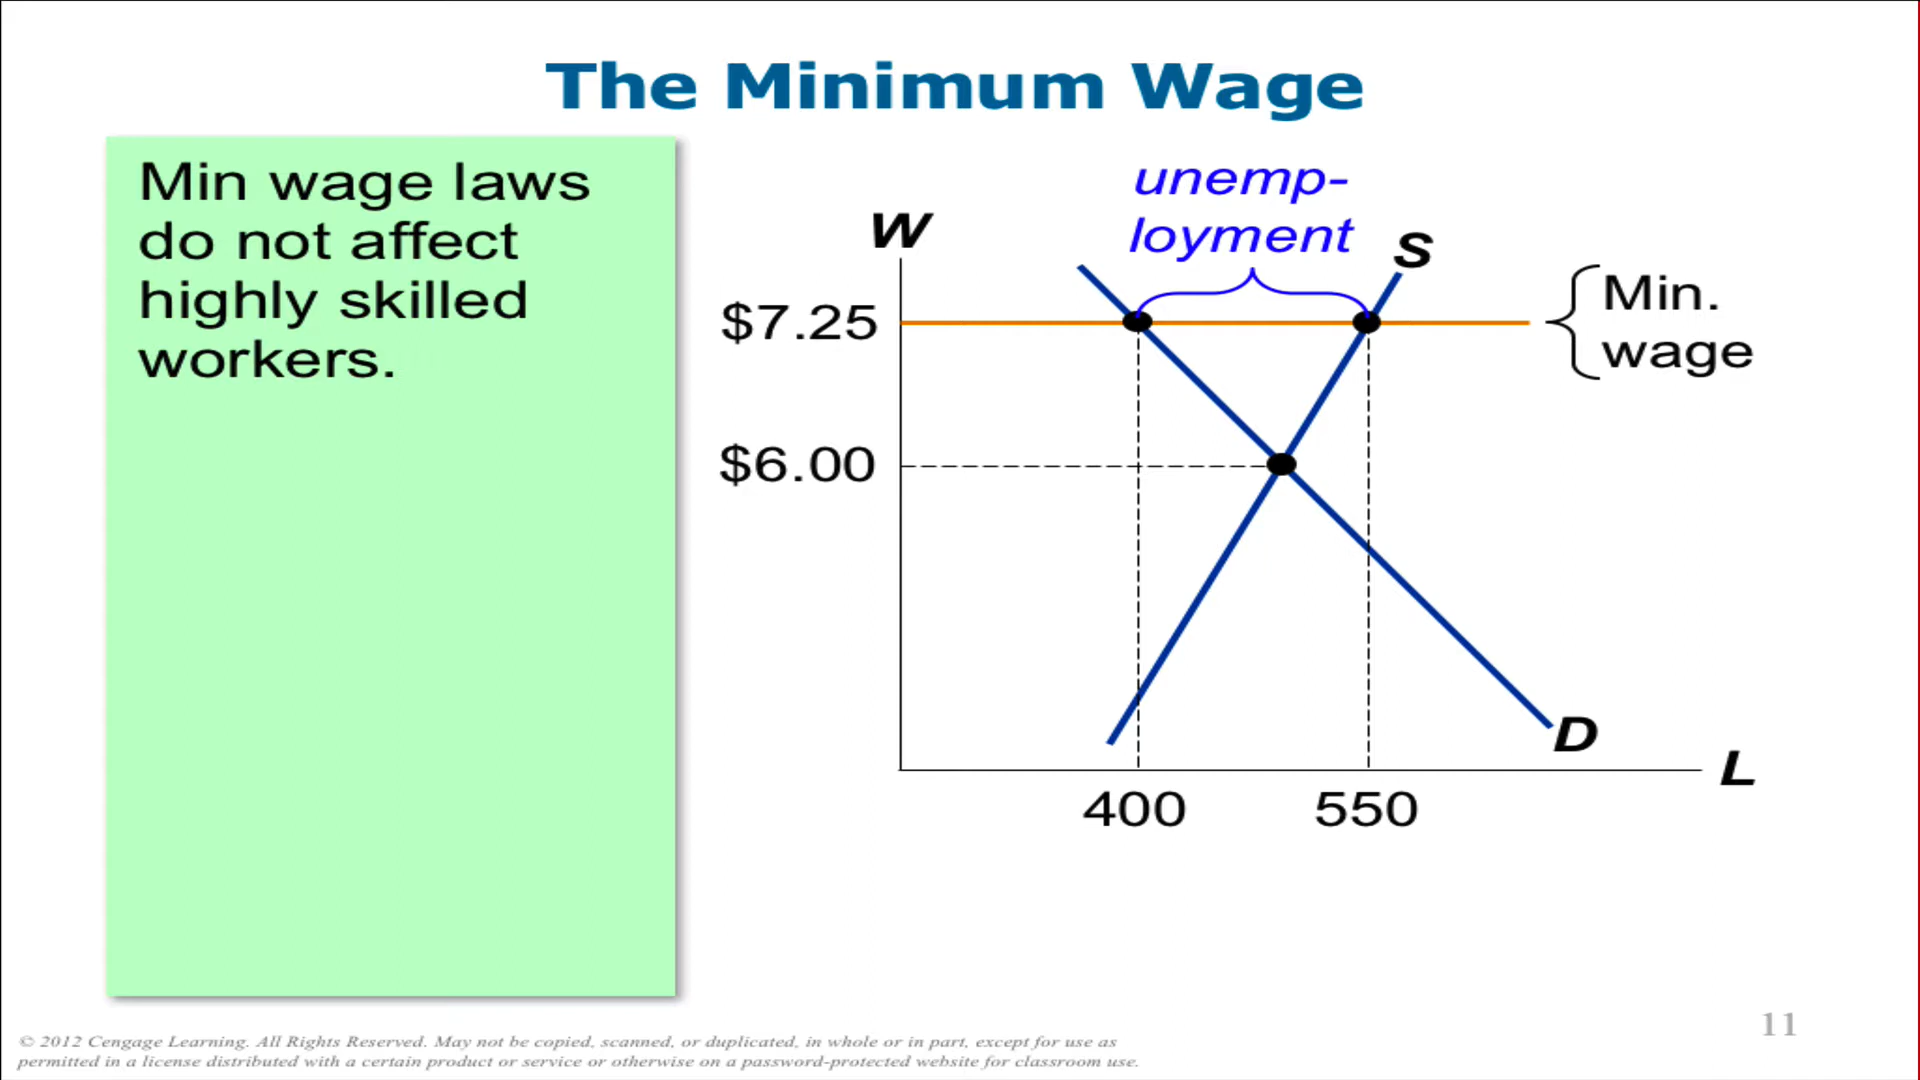 The Minimum Wage
Min wage laws
do not affect
highly skilled
workers.
unemp-
loyment
W
S
$7.25
Min.
wage
$6.00
D
L
400
550
11
© 2012 Cengage Learning. All Rights Reserved. May not be copied, scanned, or duplicated, in whole or in part, except for use as
permitted in a license distributed with a certain product or service or otherwise on a password-protected website for classroom use.